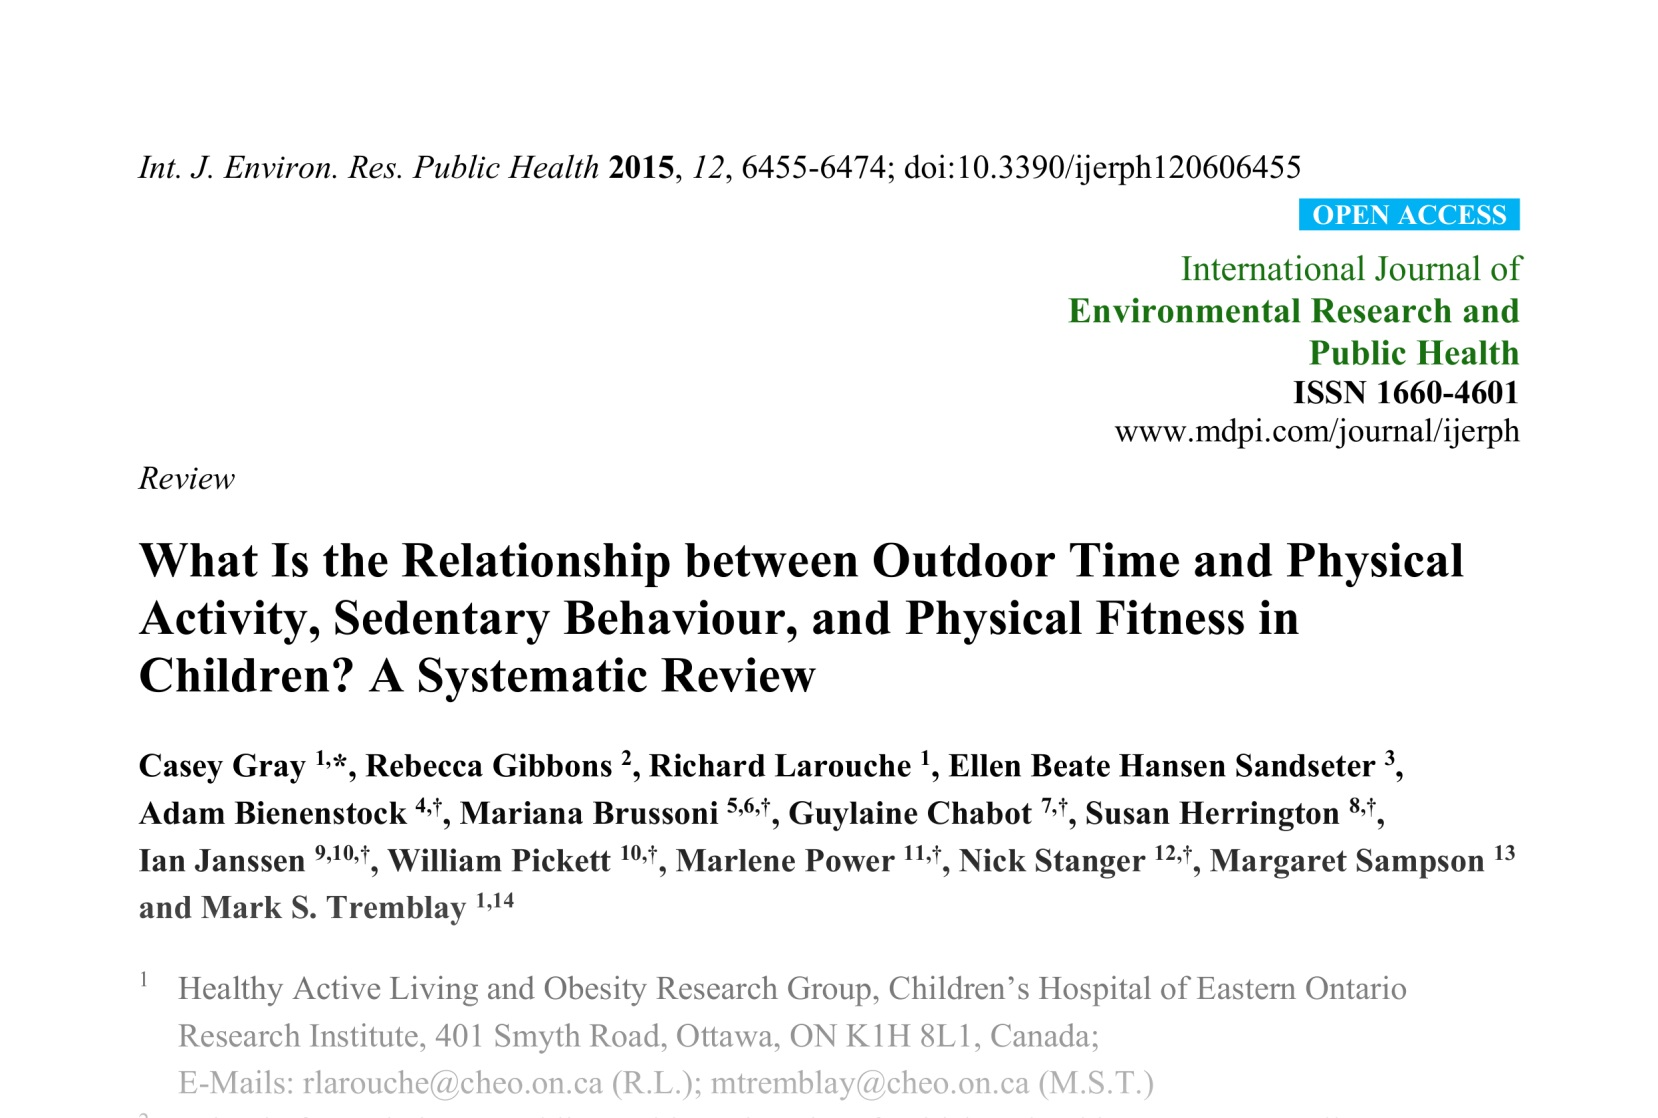 Int. J. Environ. Res. Public Health 2015, 12, 6455-6474; doi:10.3390/ijerph120606455
OPEN ACCESS
International Journal of
Environmental Research and
Public Health
ISSN 1660-4601
www.mdpi.com/journal/ijerph
Review
What Is the Relationship between Outdoor Time and Physical
Activity, Sedentary Behaviour, and Physical Fitness in
Children? A Systematic Review
Casey Gray 1,*, Rebecca Gibbons 2, Richard Larouche 1, Ellen Beate Hansen Sandseter 3,
Adam Bienenstock 4,†, Mariana Brussoni 5,6,†, Guylaine Chabot 7,†, Susan Herrington 8,†,
Ian Janssen 9,10,†, William Pickett 10,†, Marlene Power 11,†, Nick Stanger 12,†, Margaret Sampson 13
and Mark S. Tremblay 1,14
1 Healthy Active Living and Obesity Research Group, Children’s Hospital of Eastern Ontario
Research Institute, 401 Smyth Road, Ottawa, ON K1H 8L1, Canada;
E-Mails: rlarouche@cheo.on.ca (R.L.); mtremblay@cheo.on.ca (M.S.T.)